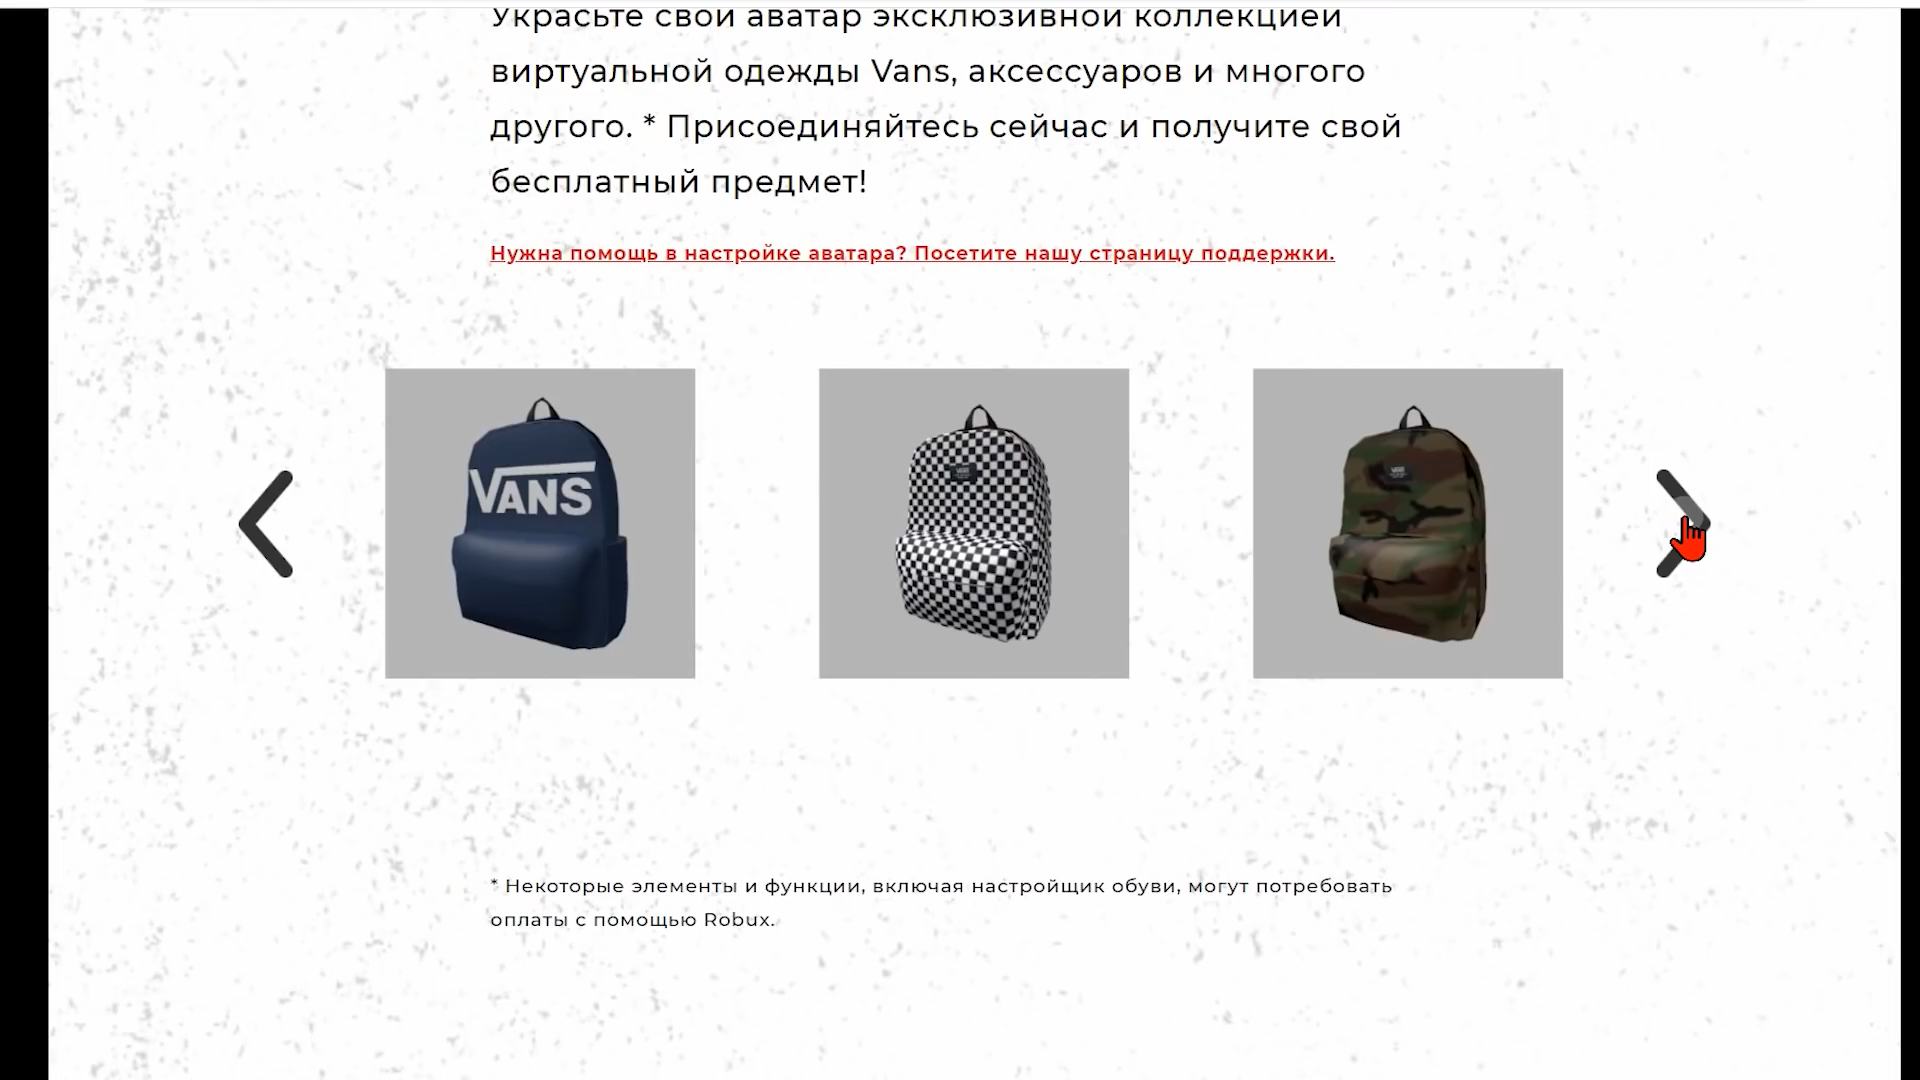 Украсьте свой аватар эксклюзивной коллекцией
виртуальной одежды Vans, аксессуаров и многого
другого. * Присоединяйтесь сейчас и получите свой
бесплатный предмет!
Нужна помощь в настройке аватара? Посетите нашу страницу поддержки.
VANS
* Некоторые элементы и функции, включая настройщик обуви, могут потребовать
оплаты с помощью Robux.